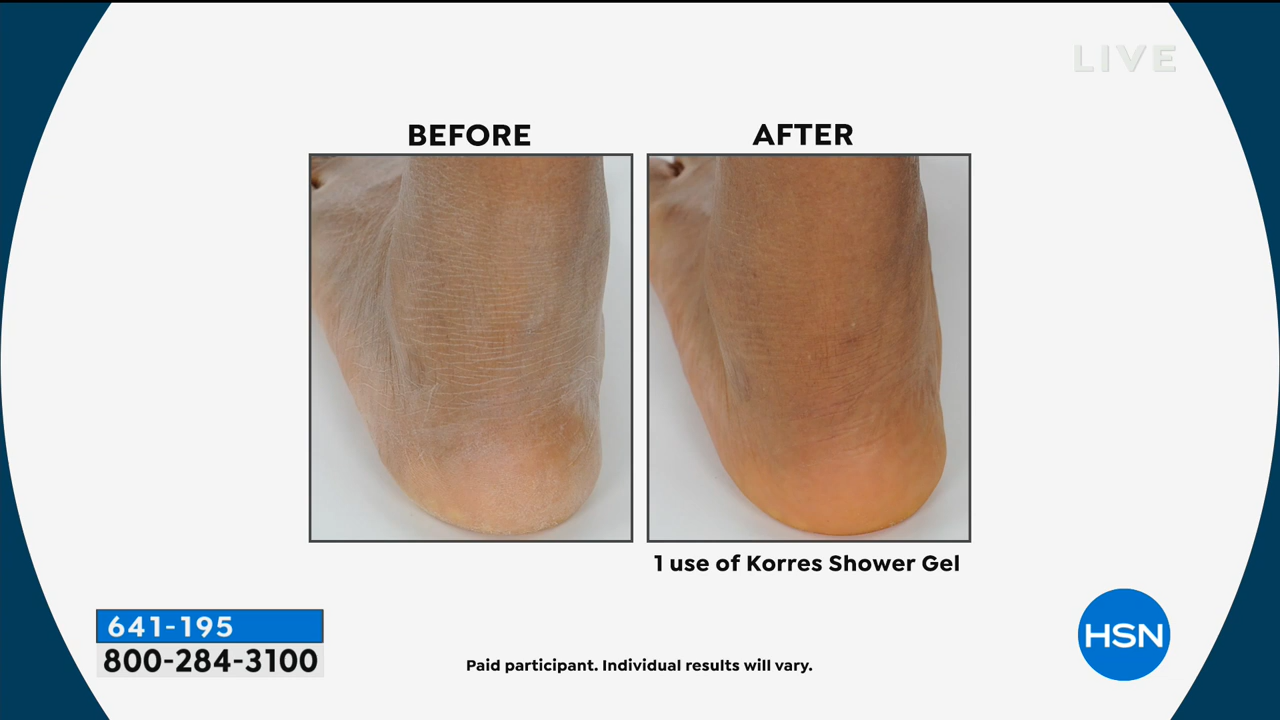 LIVE
BEFORE
AFTER
1 use of Korres Shower Gel
641-195
800-284-3100
Paid participant. Individual results will vary.
HSN